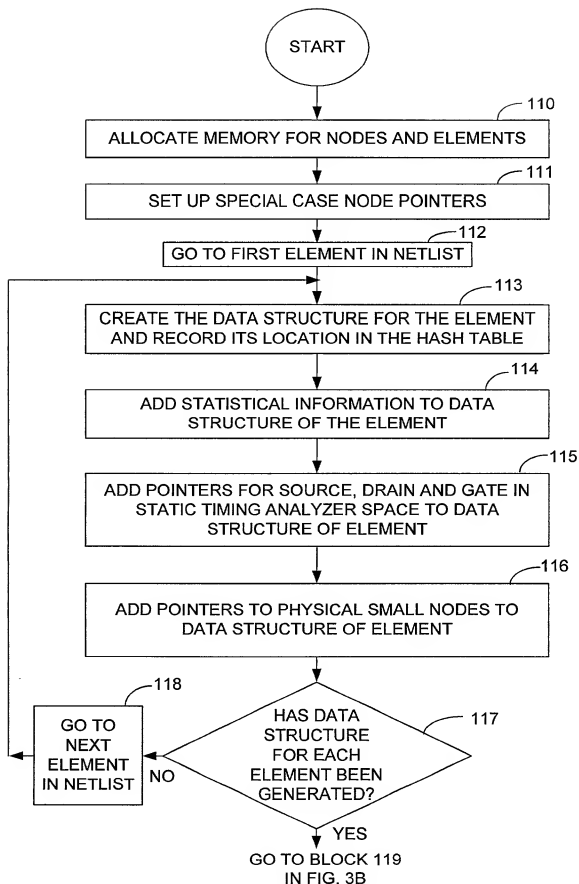 START
110
ALLOCATE MEMORY FOR NODES AND ELEMENTS
111
SET UP SPECIAL CASE NODE POINTERS
112
GO TO FIRST ELEMENT IN NETLIST
113
CREATE THE DATA STRUCTURE FOR THE ELEMENT
AND RECORD ITS LOCATION IN THE HASH TABLE
114
ADD STATISTICAL INFORMATION TO DATA
STRUCTURE OF THE ELEMENT
115
ADD POINTERS FOR SOURCE, DRAIN AND GATE IN
STATIC TIMING ANALYZER SPACE TO DATA
STRUCTURE OF ELEMENT
116
ADD POINTERS TO PHYSICAL SMALL NODES TO
DATA STRUCTURE OF ELEMENT
118
GO TO
NEXT
ELEMENT
IN NETLIST
NO
117
HAS DATA
STRUCTURE
FOR EACH
ELEMENT BEEN
GENERATED?
YES
GO TO BLOCK 119
IN FIG. 3B